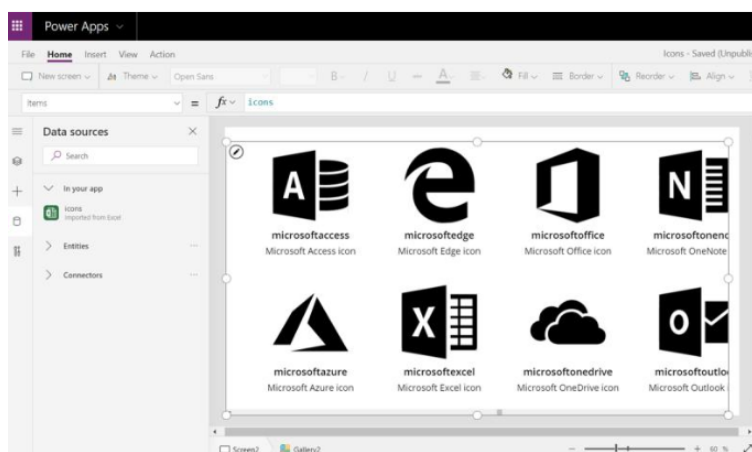 Power Apps
File Home Insert View Action
Icons - Saved (Unpublis
New screen Theme Open Sans B / U A Fill Border Reorder Align
Items = fx icons
Data sources
Search
In your app
icons
Imported from Excel
Entities
Connectors
A
N
microsoftaccess microsoftedge microsoftoffice microsoftoneno
Microsoft Access icon Microsoft Edge icon Microsoft Office icon Microsoft OneNote
X
O
microsoftazure microsoftexcel microsoftonedrive microsoftoutloo
Microsoft Azure icon Microsoft Excel icon Microsoft OneDrive icon Microsoft Outlook
Screen2 Gallery2 60 %